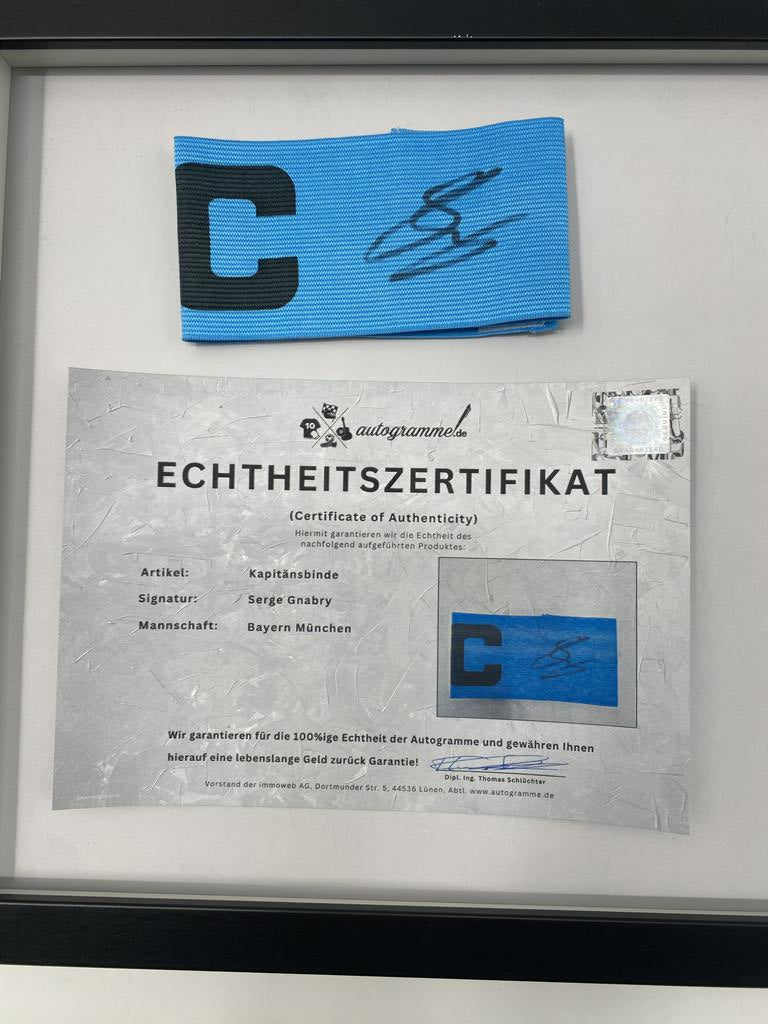 C
10
autogramme.de
ECHTHEITSZERTIFIKAT
(Certificate of Authenticity)
Hiermit garantieren wir die Echtheit des
nachfolgend aufgeführten Produktes:
Artikel: Kapitänsbinde
Signatur: Serge Gnabry
Mannschaft: Bayern München
C
Wir garantieren für die 100%ige Echtheit der Autogramme und gewähren Ihnen
hierauf eine lebenslange Geld zurück Garantie!
Dipl. Ing. Thomas Schlüchter
Vorstand der immoweb AG, Dortmunder Str. 5, 44536 Lünen, Abtl. www.autogramme.de